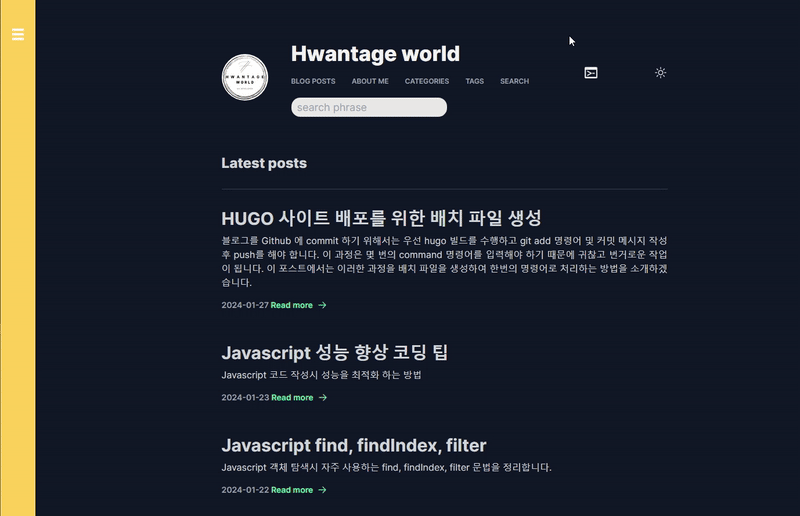 Hwantage world
HWANTAGE
WORLD
BLOG POSTS ABOUT ME CATEGORIES TAGS SEARCH
search phrase
Latest posts
HUGO 사이트 배포를 위한 배치 파일 생성
블로그를 Github 에 commit 하기 위해서는 우선 hugo 빌드를 수행하고 git add 명령어 및 커밋 메시지 작성
후 push를 해야 합니다. 이 과정은 몇 번의 command 명령어를 입력해야 하기 때문에 귀찮고 번거로운 작업
이 됩니다. 이 포스트에서는 이러한 과정을 배치 파일을 생성하여 한번의 명령어로 처리하는 방법을 소개하겠
습니다.
2024-01-27 Read more →
Javascript 성능 향상 코딩 팁
Javascript 코드 작성시 성능을 최적화 하는 방법
2024-01-23 Read more →
Javascript find, findIndex, filter
Javascript 객체 탐색시 자주 사용하는 find, findIndex, filter 문법을 정리합니다.
2024-01-22 Read more →